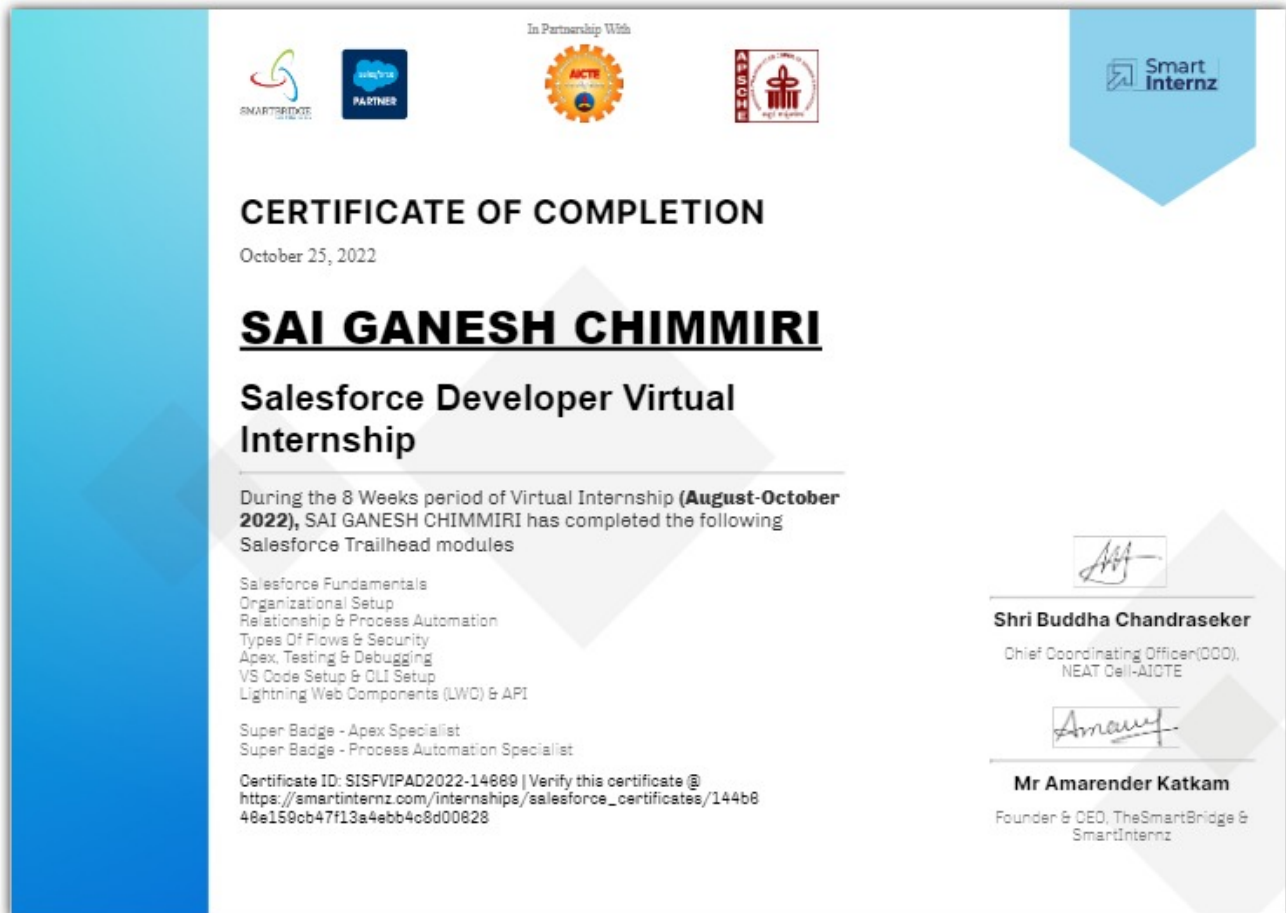 In Partnership With
SMARTBRIDGE
salesforce
PARTNER
AICTE
APSCHE
Smart
Internz
CERTIFICATE OF COMPLETION
October 25, 2022
SAI GANESH CHIMMIRI
Salesforce Developer Virtual
Internship
During the 8 Weeks period of Virtual Internship (August-October
2022), SAI GANESH CHIMMIRI has completed the following
Salesforce Trailhead modules
Salesforce Fundamentals
Organizational Setup
Relationship & Process Automation
Types Of Flows & Security
Apex, Testing & Debugging
VS Code Setup & CLI Setup
Lightning Web Components (LWC) & API
Super Badge - Apex Specialist
Super Badge - Process Automation Specialist
Certificate ID: SISFVIPAD2022-14669 | Verify this certificate @
https://smartinternz.com/internships/salesforce_certificates/144b6
46e159cb47f13a4ebb4c8d00628
Shri Buddha Chandraseker
Chief Coordinating Officer(CCO),
NEAT Cell-AICTE
Mr Amarender Katkam
Founder & CEO, TheSmartBridge &
SmartInternz